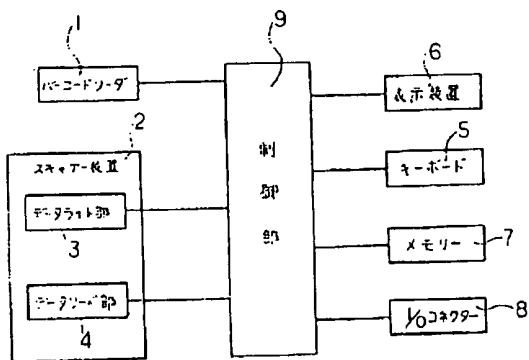 1
バーコードリーダ
2
スキャナー装置
データライト部
3
データリード部
4
9
制御部
6
表示装置
5
キーボード
メモリー
7
I/Oコネクター
8